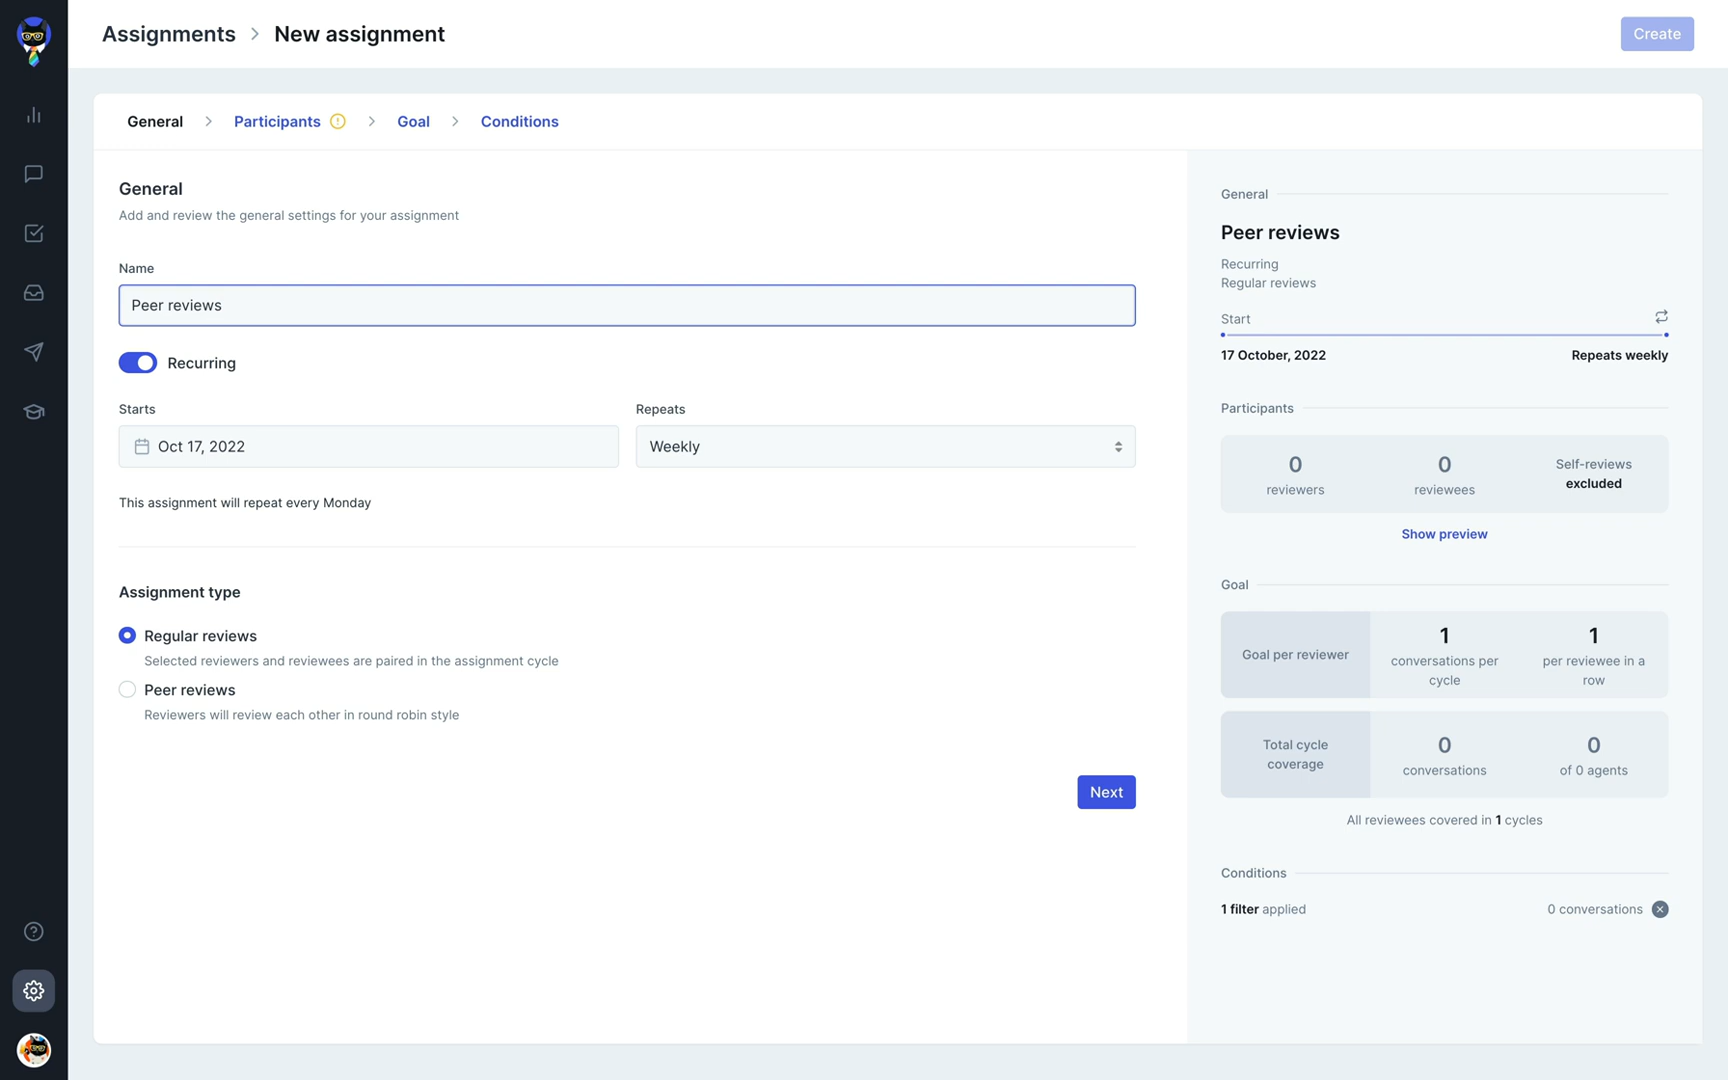 Assignments
New assignment
Create
General
Participants
Goal
Conditions
General
Add and review the general settings for your assignment
Name
Peer reviews
Recurring
Starts
Repeats
Oct 17, 2022
Weekly
This assignment will repeat every Monday
Assignment type
Regular reviews
Selected reviewers and reviewees are paired in the assignment cycle
Peer reviews
Reviewers will review each other in round robin style
Next
General
Peer reviews
Recurring
Regular reviews
Start
17 October, 2022
Repeats weekly
Participants
0
reviewers
0
reviewees
Self-reviews
excluded
Show preview
Goal
Goal per reviewer
1
conversations per
cycle
1
per reviewee in a
row
Total cycle
coverage
0
conversations
0
of 0 agents
All reviewees covered in 1 cycles
Conditions
1 filter applied
0 conversations